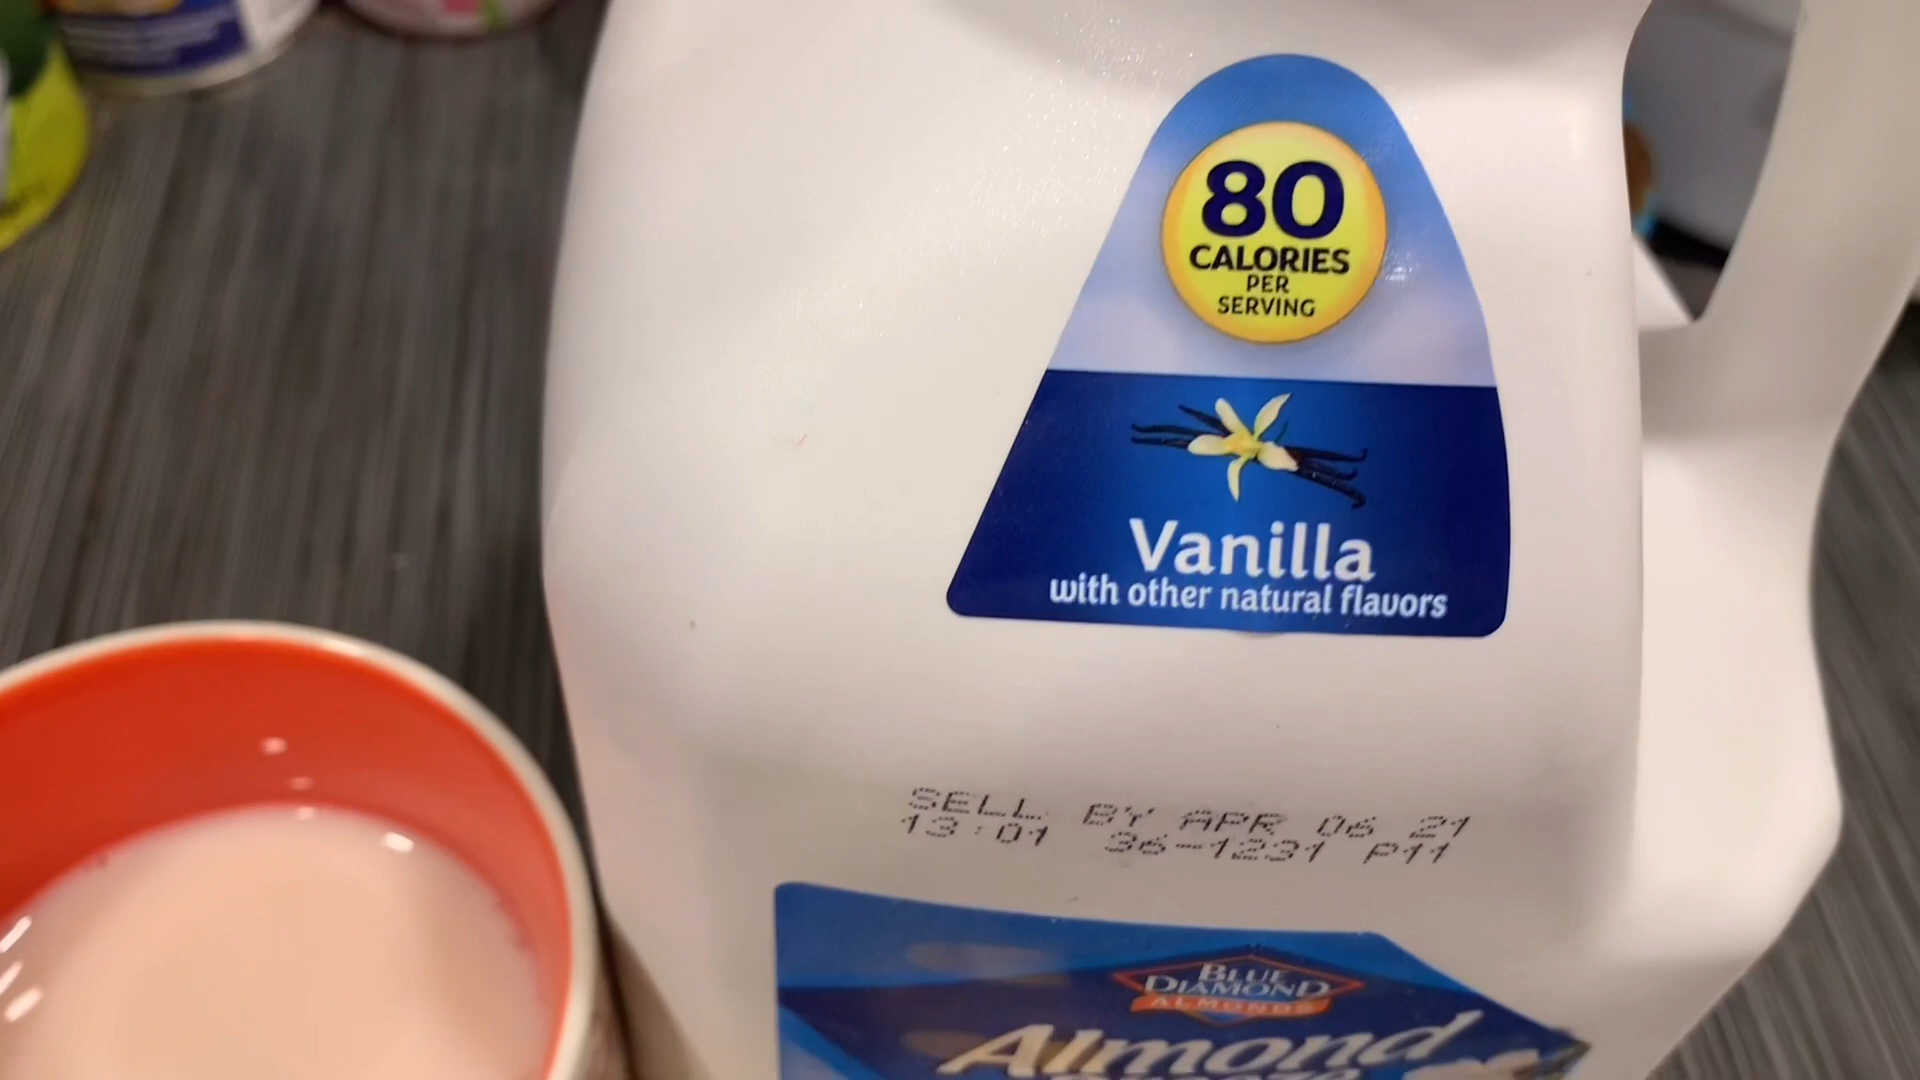 80
CALORIES
PER
SERVING
Vanilla
with other natural flavors
SELL BY APR 06 21
13:01 36-1231 P11
BLUE
DIAMOND
ALMONDS
Almond